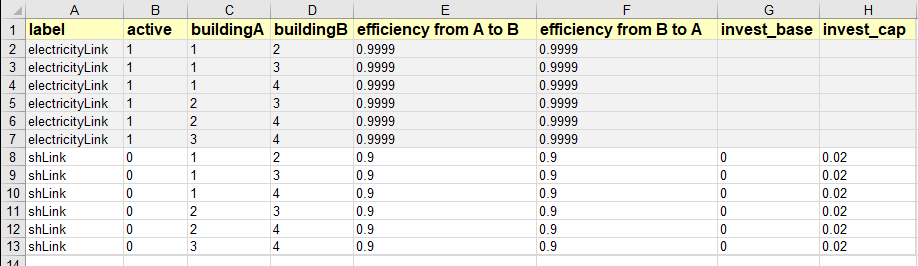 A B C D E F G H
1 label active buildingA buildingB efficiency from A to B efficiency from B to A invest_base invest_cap
2 electricityLink 1 1 2 0.9999 0.9999
3 electricityLink 1 1 3 0.9999 0.9999
4 electricityLink 1 1 4 0.9999 0.9999
5 electricityLink 1 2 3 0.9999 0.9999
6 electricityLink 1 2 4 0.9999 0.9999
7 electricityLink 1 3 4 0.9999 0.9999
8 shLink 0 1 2 0.9 0.9 0 0.02
9 shLink 0 1 3 0.9 0.9 0 0.02
10 shLink 0 1 4 0.9 0.9 0 0.02
11 shLink 0 2 3 0.9 0.9 0 0.02
12 shLink 0 2 4 0.9 0.9 0 0.02
13 shLink 0 3 4 0.9 0.9 0 0.02
14